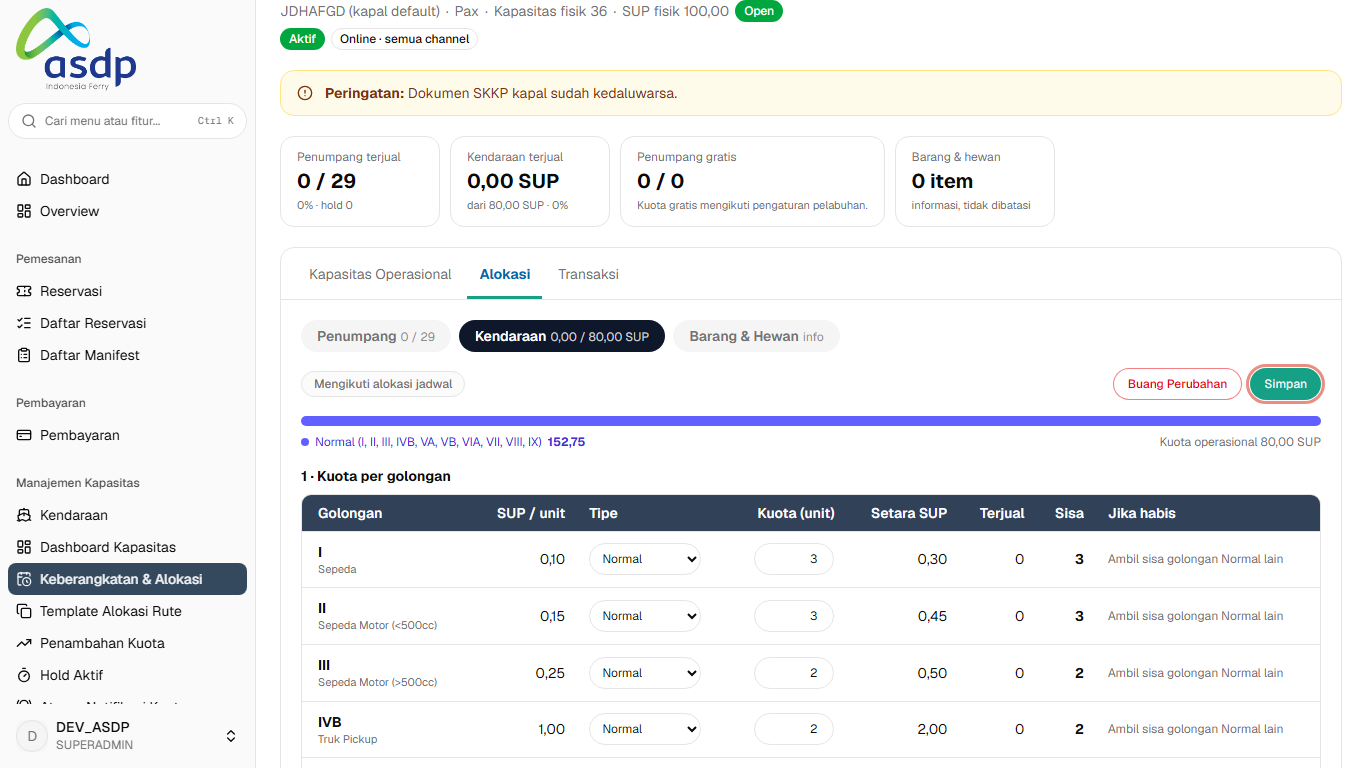 asdp
Indonesia Ferry
Cari menu atau fitur... Ctrl K
Dashboard
Overview
Pemesanan
Reservasi
Daftar Reservasi
Daftar Manifest
Pembayaran
Pembayaran
Manajemen Kapasitas
Kendaraan
Dashboard Kapasitas
Keberangkatan & Alokasi
Template Alokasi Rute
Penambahan Kuota
Hold Aktif
D DEV_ASDP
SUPERADMIN
JDHAFGD (kapal default) · Pax · Kapasitas fisik 36 · SUP fisik 100,00 Open
Aktif Online · semua channel
Peringatan: Dokumen SKKP kapal sudah kedaluwarsa.
Penumpang terjual
0 / 29
0% · hold 0
Kendaraan terjual
0,00 SUP
dari 80,00 SUP · 0%
Penumpang gratis
0 / 0
Kuota gratis mengikuti pengaturan pelabuhan.
Barang & hewan
0 item
informasi, tidak dibatasi
Kapasitas Operasional Alokasi Transaksi
Penumpang 0 / 29 Kendaraan 0,00 / 80,00 SUP Barang & Hewan info
Mengikuti alokasi jadwal Buang Perubahan Simpan
Normal (I, II, III, IVB, VA, VB, VIA, VII, VIII, IX) 152,75 Kuota operasional 80,00 SUP
1 · Kuota per golongan
Golongan SUP / unit Tipe Kuota (unit) Setara SUP Terjual Sisa Jika habis
I
Sepeda
0,10 Normal 3 0,30 0 3 Ambil sisa golongan Normal lain
II
Sepeda Motor (<500cc)
0,15 Normal 3 0,45 0 3 Ambil sisa golongan Normal lain
III
Sepeda Motor (>500cc)
0,25 Normal 2 0,50 0 2 Ambil sisa golongan Normal lain
IVB
Truk Pickup
1,00 Normal 2 2,00 0 2 Ambil sisa golongan Normal lain